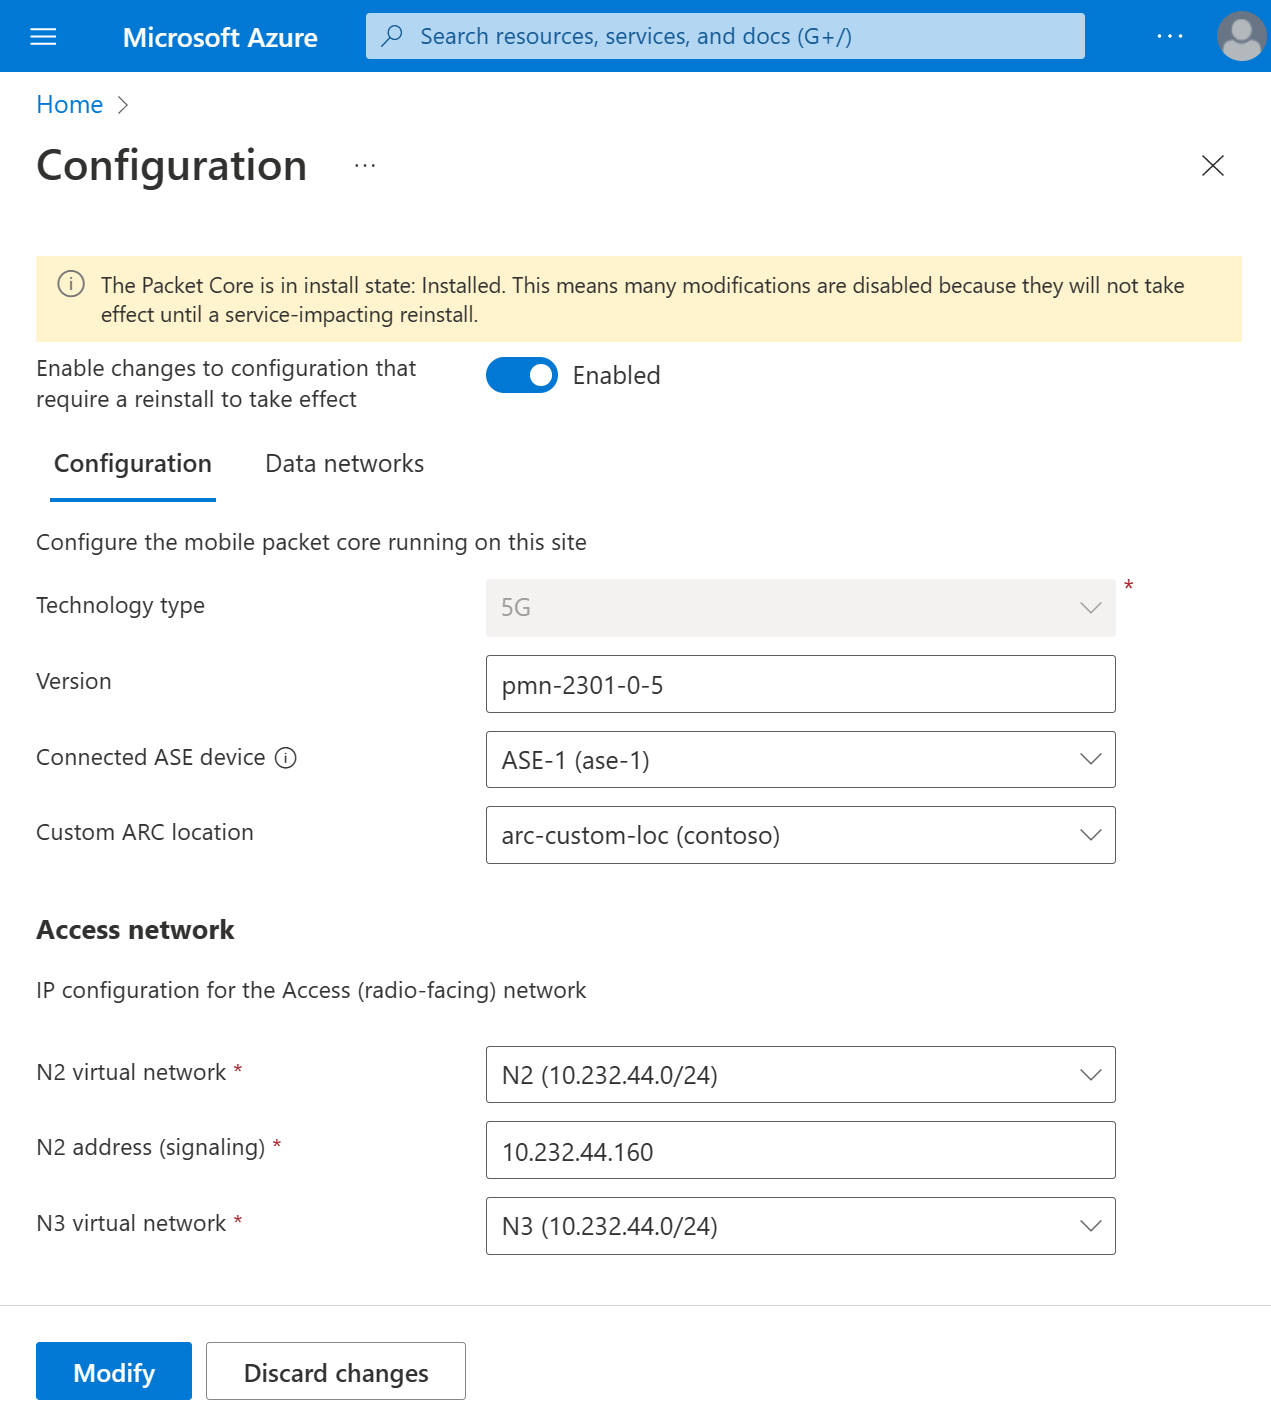 Microsoft Azure
Search resources, services, and docs (G+/)
Home
Configuration
The Packet Core is in install state: Installed. This means many modifications are disabled because they will not take
effect until a service-impacting reinstall.
Enable changes to configuration that
require a reinstall to take effect
Enabled
Configuration Data networks
Configure the mobile packet core running on this site
Technology type 5G *
Version pmn-2301-0-5
Connected ASE device ASE-1 (ase-1)
Custom ARC location arc-custom-loc (contoso)
Access network
IP configuration for the Access (radio-facing) network
N2 virtual network * N2 (10.232.44.0/24)
N2 address (signaling) * 10.232.44.160
N3 virtual network * N3 (10.232.44.0/24)
Modify Discard changes